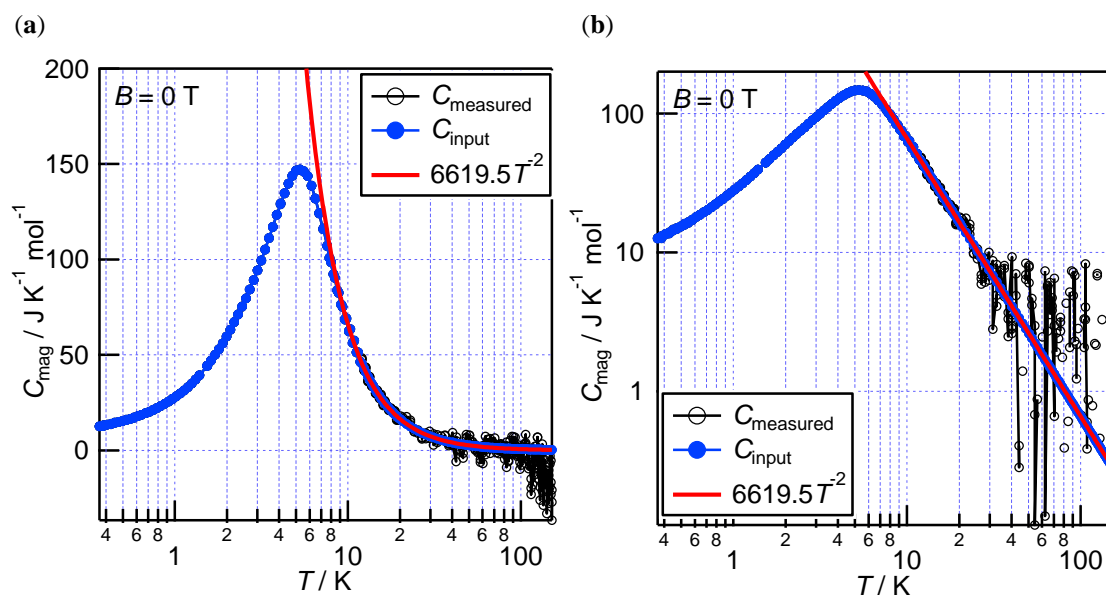 (a)
200
150
100
50
0
C_mag / J K⁻¹ mol⁻¹
B = 0 T
C_measured
C_input
6619.5T⁻²
4 6 8 1 2 4 6 8 10 2 4 6 8 100
T / K
(b)
100
10
1
C_mag / J K⁻¹ mol⁻¹
B = 0 T
C_measured
C_input
6619.5T⁻²
4 6 8 1 2 4 6 8 10 2 4 6 8 100
T / K